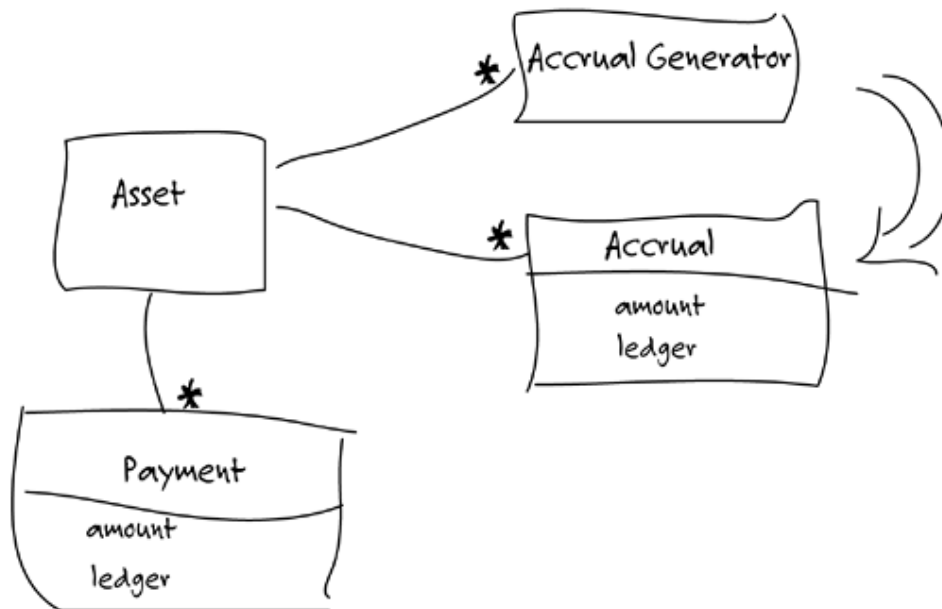 *
Accrual Generator
Asset
*
Accrual
amount
ledger
*
Payment
amount
ledger